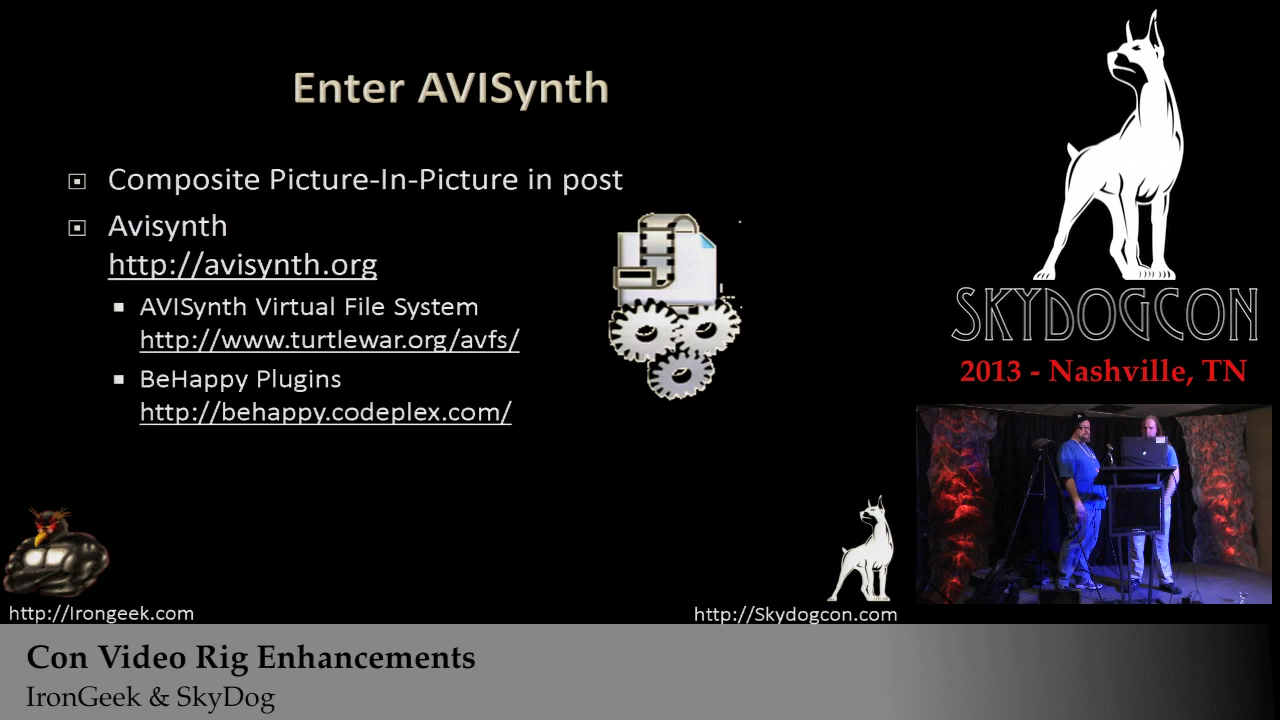 Enter AVISynth
Composite Picture-In-Picture in post
Avisynth
http://avisynth.org
AVISynth Virtual File System
http://www.turtlewar.org/avfs/
BeHappy Plugins
http://behappy.codeplex.com/
http://Irongeek.com
http://Skydogcon.com
SKYDOGCON
2013 - Nashville, TN
Con Video Rig Enhancements
IronGeek & SkyDog